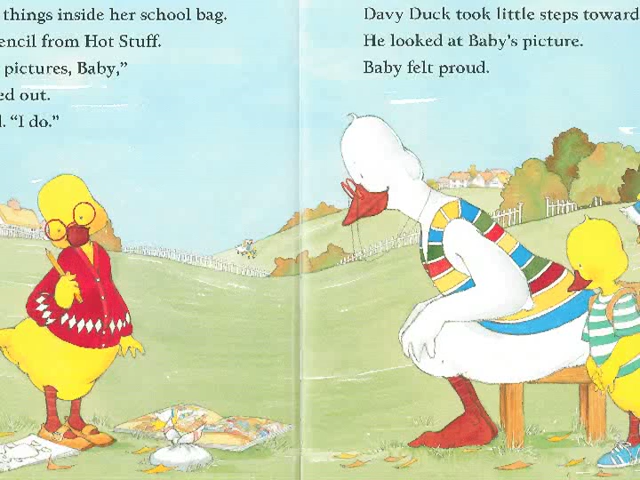 things inside her school bag.
encil from Hot Stuff.
pictures, Baby,"
ed out.
. "I do."
Davy Duck took little steps toward
He looked at Baby's picture.
Baby felt proud.